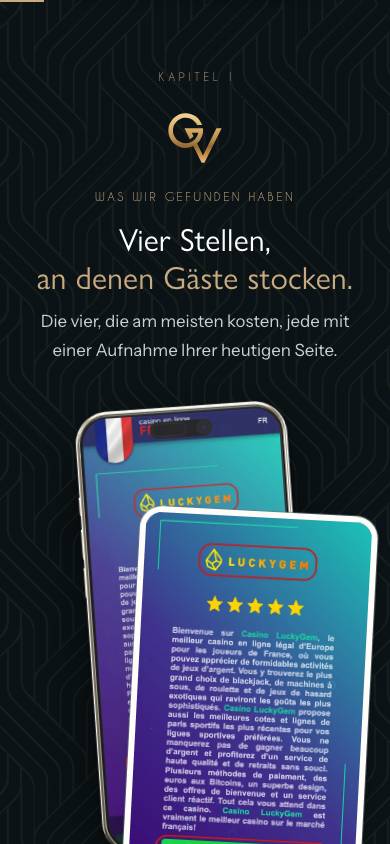 KAPITEL I
GV
WAS WIR GEFUNDEN HABEN
Vier Stellen,
an denen Gäste stocken.
Die vier, die am meisten kosten, jede mit
einer Aufnahme Ihrer heutigen Seite.
casino en ligne
FR
LUCKYGEM
LUCKYGEM
Bienvenue sur Casino LuckyGem, le
meilleur casino en ligne légal d'Europe
pour les joueurs de France, où vous
pouvez apprécier de formidables activités
de jeux d'argent. Vous y trouverez le plus
grand choix de blackjack, de machines à
sous, de roulette et de jeux de hasard
exotiques qui raviront les goûts les plus
sophistiqués. Casino LuckyGem propose
aussi les meilleures cotes et lignes de
paris sportifs les plus récentes pour vos
ligues sportives préférées. Vous ne
manquerez pas de gagner beaucoup
d'argent et profiterez d'un service de
haute qualité et de retraits sans souci.
Plusieurs méthodes de paiement, des
euros aux Bitcoins, un superbe design,
des offres de bienvenue et un service
client réactif. Tout cela vous attend dans
ce casino. Casino LuckyGem est
vraiment le meilleur casino sur le marché
français!